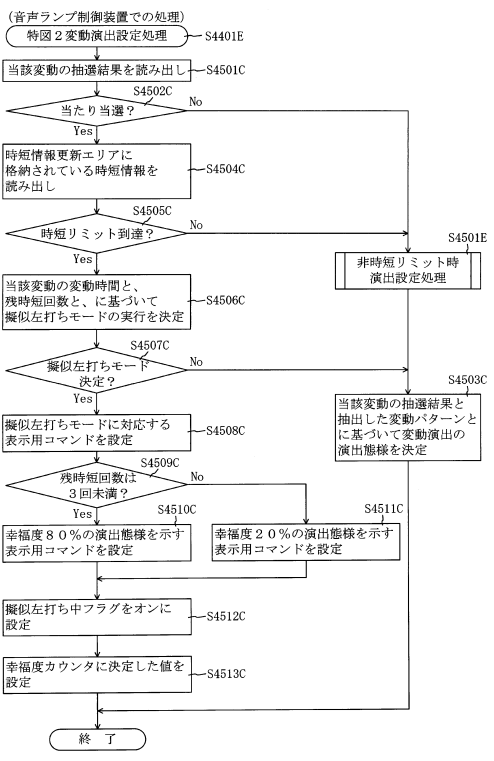 (音声ランプ制御装置での処理)
特図2変動演出設定処理
S4401E
当該変動の抽選結果を読み出し
S4501C
S4502C
当たり当選?
No
Yes
時短情報更新エリアに
格納されている時短情報を
読み出し
S4504C
S4505C
時短リミット到達?
No
Yes
S4501E
非時短リミット時
演出設定処理
当該変動の変動時間と、
残時短回数と、に基づいて
擬似左打ちモードの実行を決定
S4506C
S4507C
擬似左打ちモード
決定?
No
Yes
S4503C
当該変動の抽選結果と
抽出した変動パターンと
に基づいて変動演出の
演出態様を決定
擬似左打ちモードに対応する
表示用コマンドを設定
S4508C
S4509C
残時短回数は
3回未満?
No
Yes
S4510C
幸福度80%の演出態様を示す
表示用コマンドを設定
S4511C
幸福度20%の演出態様を示す
表示用コマンドを設定
擬似左打ち中フラグをオンに
設定
S4512C
幸福度カウンタに決定した値を
設定
S4513C
終 了